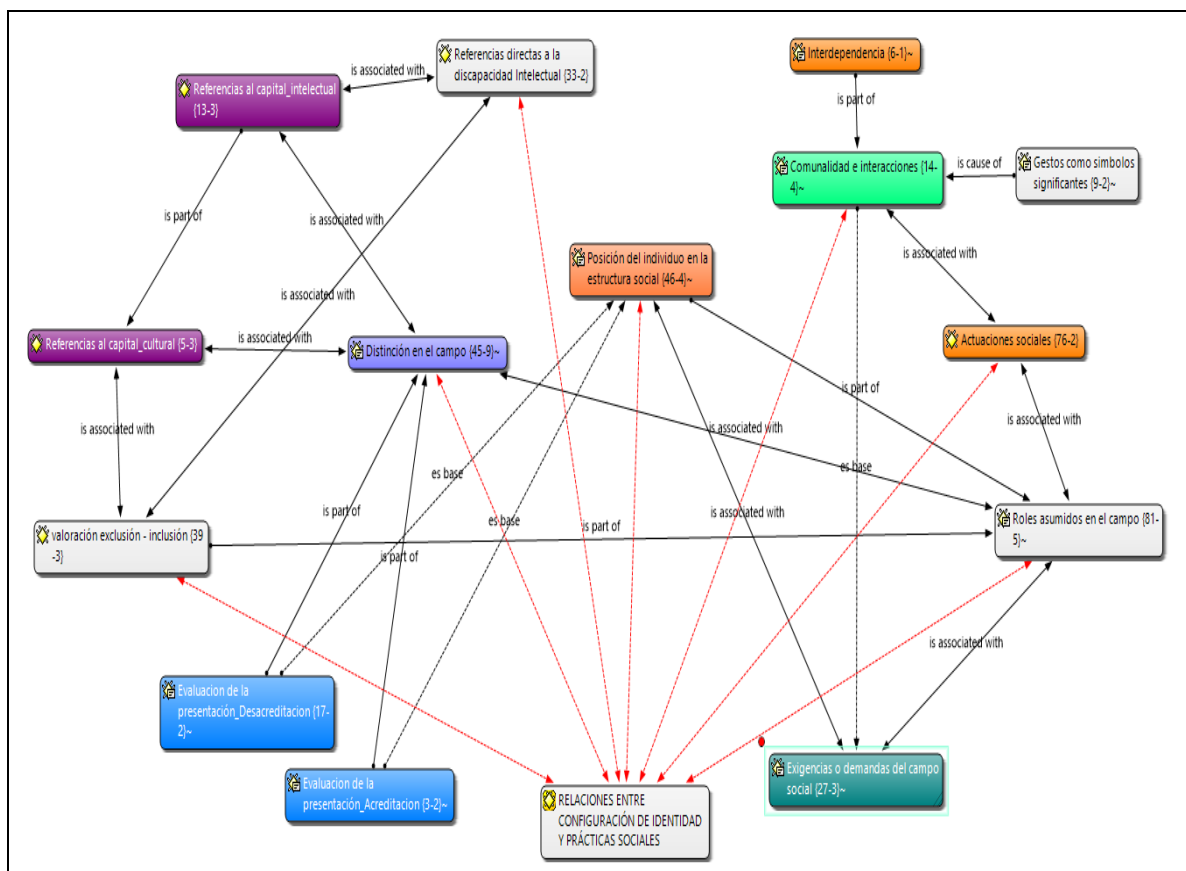 Referencias directas a la
discapacidad Intelectual {33-2}
Interdependencia {6-1}~
is associated with
Referencias al capital_intelectual
{13-3}
is part of
Comunalidad e interacciones {14-
4}~
is cause of
Gestos como simbolos
significantes {9-2}~
is part of
is associated with
is associated with
Posición del individuo en la
estructura social {46-4}~
is associated with
Referencias al capital_cultural {5-3}
is associated with
Distinción en el campo {45-9}~
Actuaciones sociales {76-2}
is part of
is associated with
is associated with
is associated with
es base
es base
is part of
es base
is part of
is associated with
is part of
valoración exclusión - inclusión {39
-3}
Roles asumidos en el campo {81-
5}~
is associated with
Evaluacion de la
presentación_Desacreditacion {17-
2}~
Evaluacion de la
presentación_Acreditacion {3-2}~
RELACIONES ENTRE
CONFIGURACIÓN DE IDENTIDAD
Y PRÁCTICAS SOCIALES
Exigencias o demandas del campo
social {27-3}~